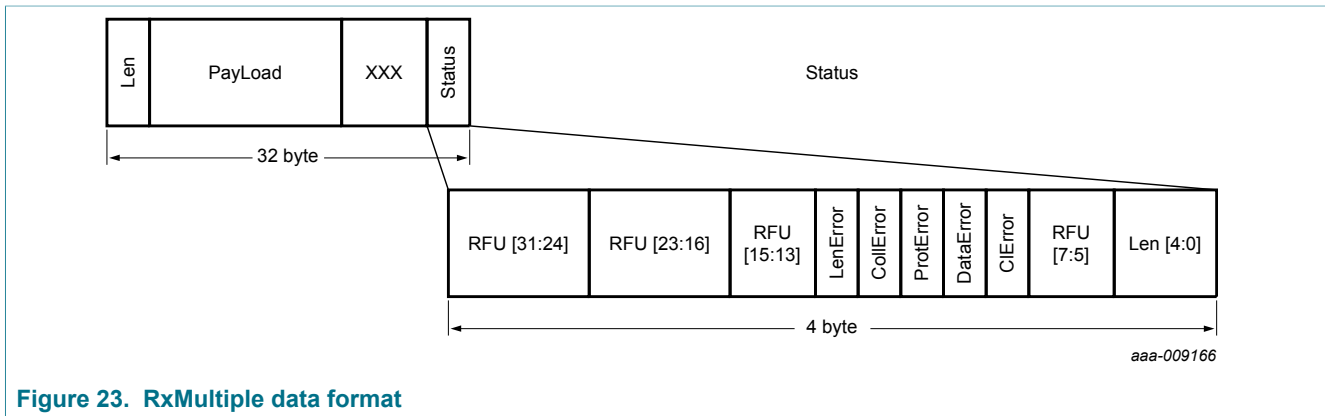 Len
PayLoad
XXX
Status
Status
32 byte
RFU [31:24]
RFU [23:16]
RFU
[15:13]
LenError
CollError
ProtError
DataError
ClError
RFU
[7:5]
Len [4:0]
4 byte
aaa-009166
Figure 23. RxMultiple data format